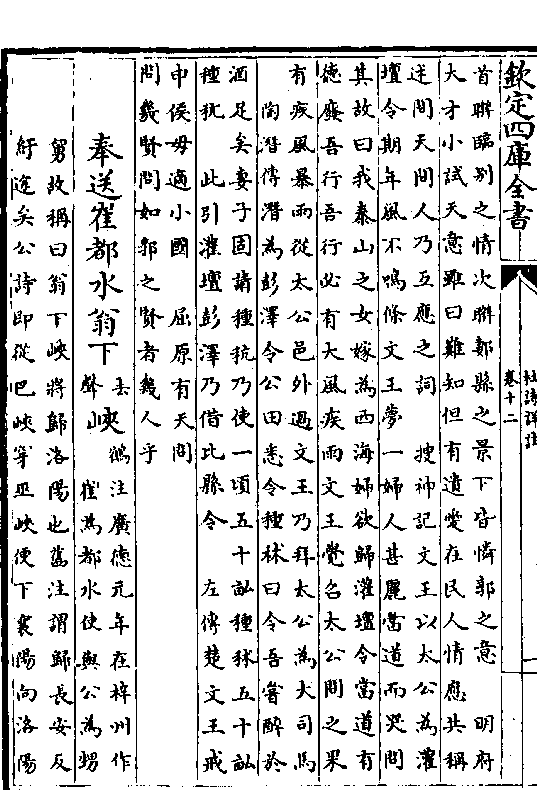 欽定四庫全書
杜詩詳注
卷十二
首聯臨別之情次聯郪縣之景下皆憐郭之意　明府
大才小試天意雖曰難知但有遺愛在民人情應共稱
述問天問人乃互應之詞　搜神記文王以太公為灌
壇令期年風不鳴條文王夢一婦人甚麗當道而哭問
其故曰我泰山之女嫁為西海婦欲歸灌壇令當道有
德廢吾行吾行必有大風疾雨文王覺召太公問之果
有疾風暴雨從太公邑外過文王乃拜太公為大司馬
陶潛傳潛為彭澤令公田悉令種秫曰令吾嘗醉於
酒足矣妻子固請種秔乃使一頃五十畝種秫五十畝
種秔　此引灌壇彭澤乃借比縣令　左傳楚文王戒
申侯毋適小國　屈原有天問
問幾賢問如郭之賢者幾人乎
奉送崔都水翁下去聲峽鶴注廣德元年在梓州作
崔為都水使與公為甥
舅故稱曰翁下峽將歸洛陽也舊注謂歸長安反
紆途矣公詩即從巴峽穿巫峽便下襄陽向洛陽